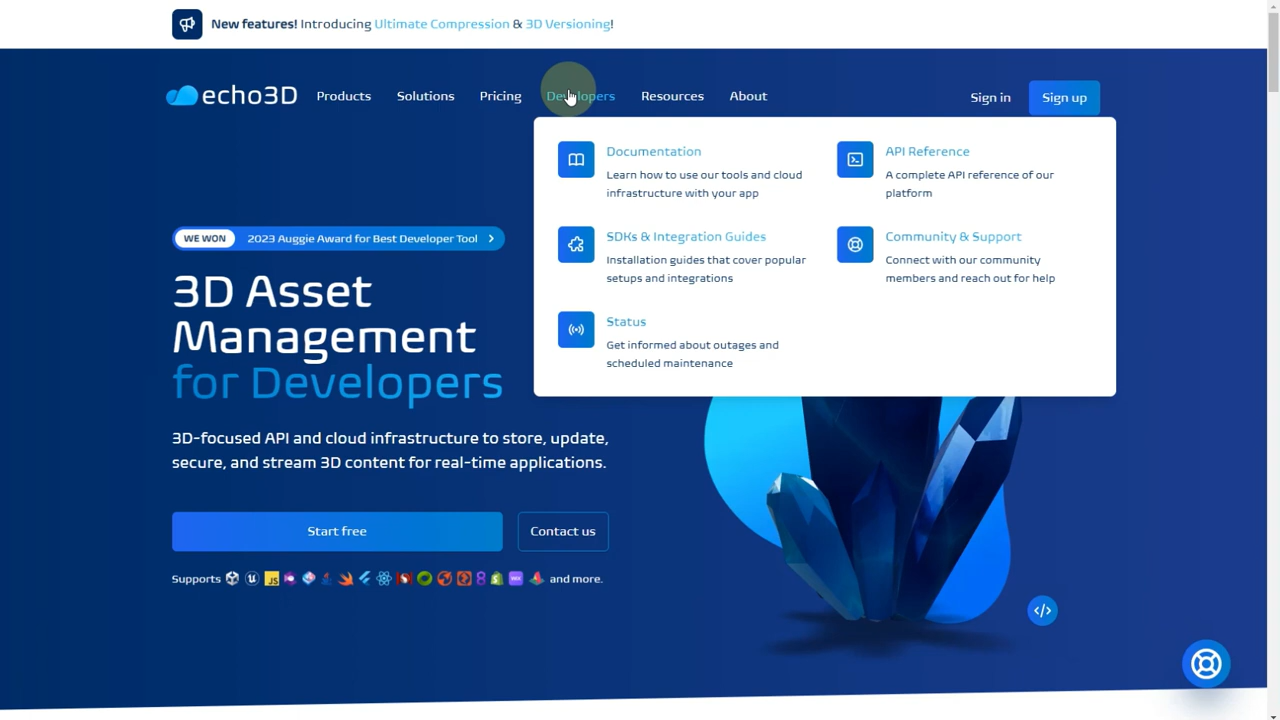 New features! Introducing Ultimate Compression & 3D Versioning!
echo3D Products Solutions Pricing Developers Resources About Sign in Sign up
Documentation
Learn how to use our tools and cloud
infrastructure with your app
API Reference
A complete API reference of our
platform
SDKs & Integration Guides
Installation guides that cover popular
setups and integrations
Community & Support
Connect with our community
members and reach out for help
Status
Get informed about outages and
scheduled maintenance
WE WON 2023 Auggie Award for Best Developer Tool
3D Asset
Management
for Developers
3D-focused API and cloud infrastructure to store, update,
secure, and stream 3D content for real-time applications.
Start free Contact us
Supports JS and more.